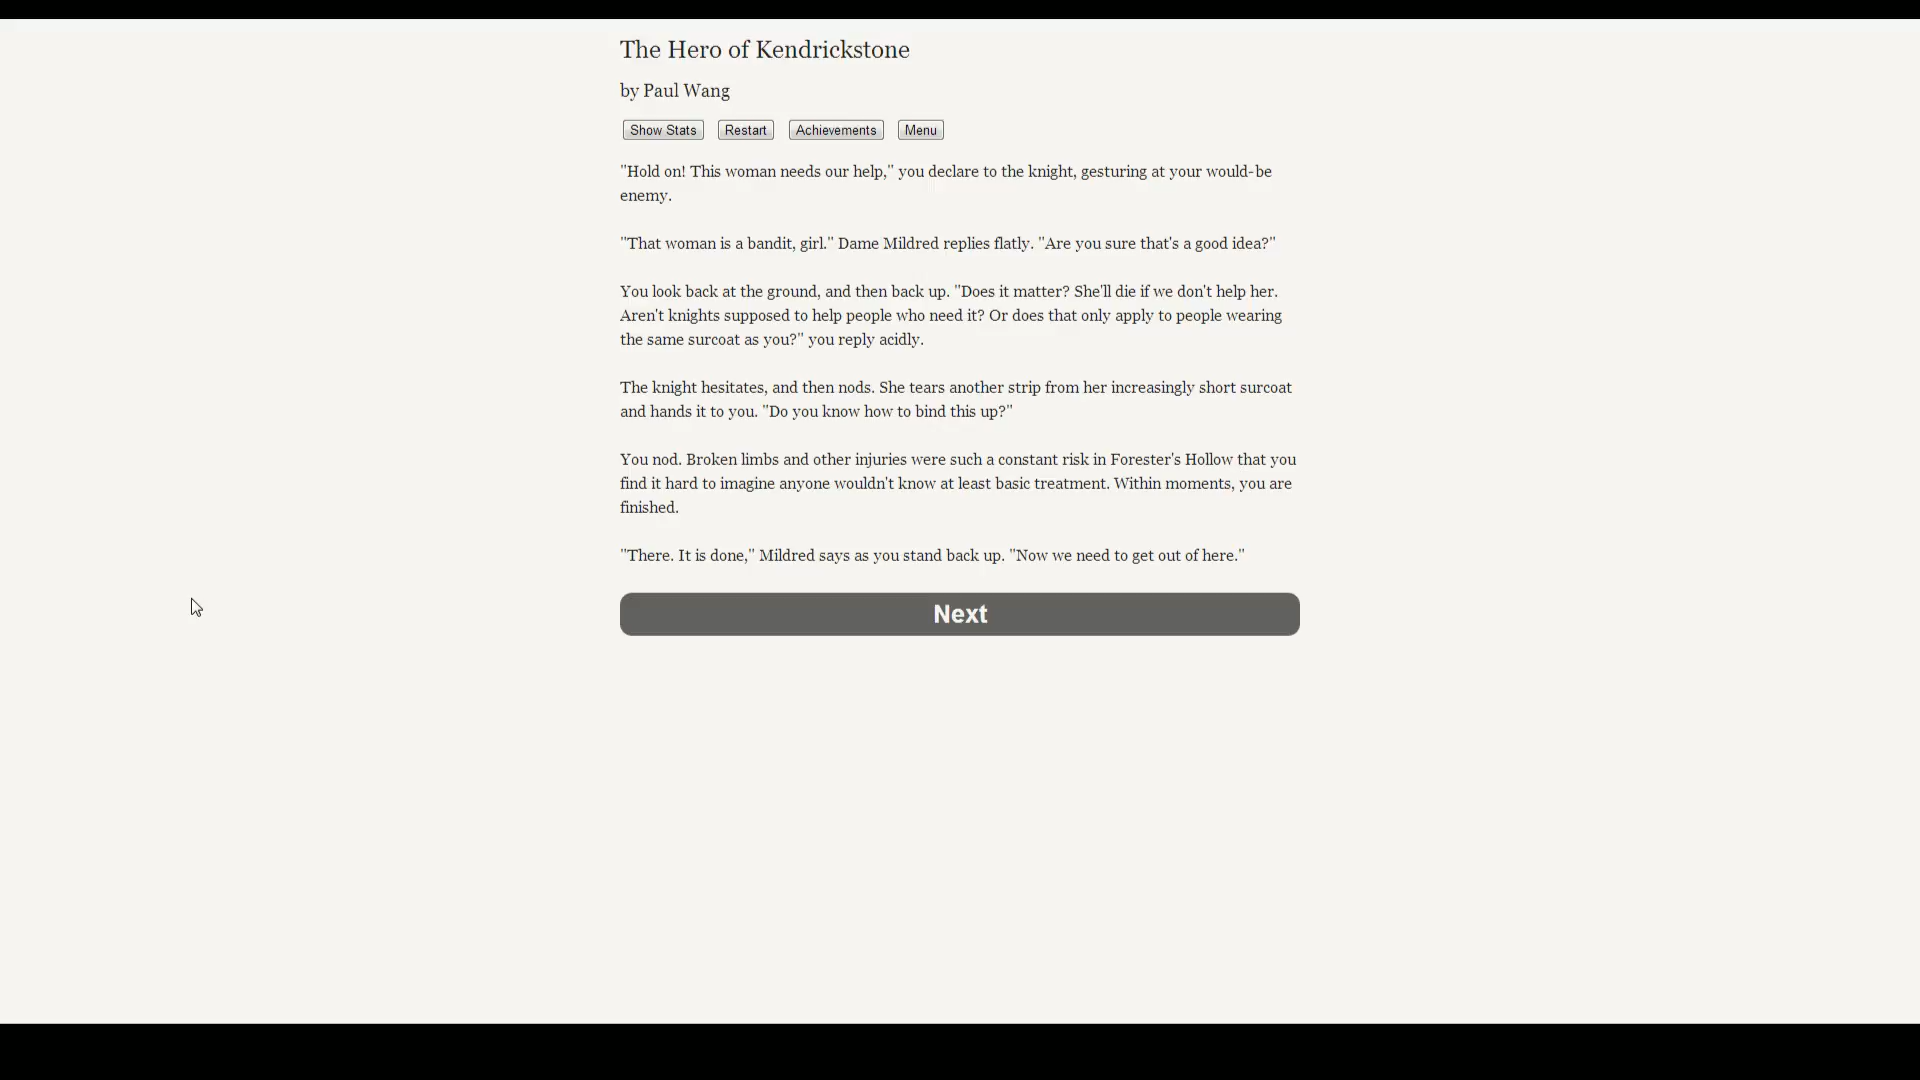 The Hero of Kendrickstone
by Paul Wang
Show Stats Restart Achievements Menu
"Hold on! This woman needs our help," you declare to the knight, gesturing at your would-be
enemy.
"That woman is a bandit, girl." Dame Mildred replies flatly. "Are you sure that's a good idea?"
You look back at the ground, and then back up. "Does it matter? She'll die if we don't help her.
Aren't knights supposed to help people who need it? Or does that only apply to people wearing
the same surcoat as you?" you reply acidly.
The knight hesitates, and then nods. She tears another strip from her increasingly short surcoat
and hands it to you. "Do you know how to bind this up?"
You nod. Broken limbs and other injuries were such a constant risk in Forester's Hollow that you
find it hard to imagine anyone wouldn't know at least basic treatment. Within moments, you are
finished.
"There. It is done," Mildred says as you stand back up. "Now we need to get out of here."
Next